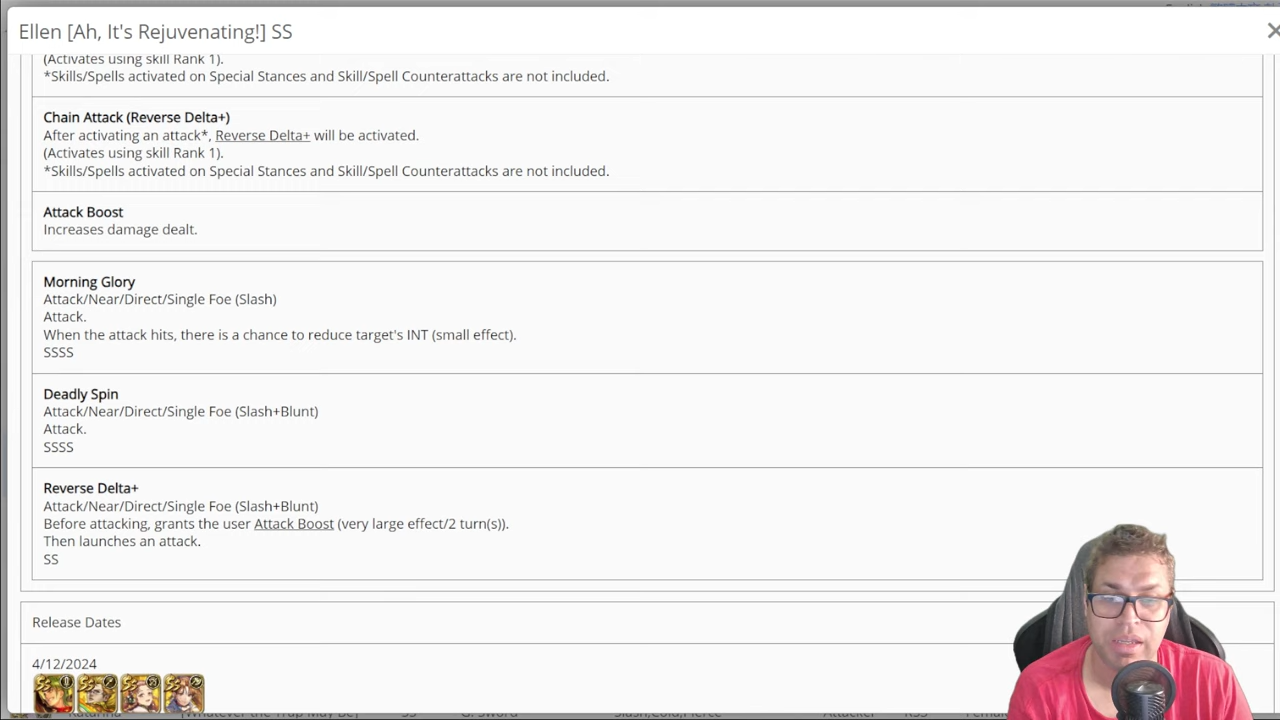 Ellen [Ah, It's Rejuvenating!] SS
(Activates using skill Rank 1).
*Skills/Spells activated on Special Stances and Skill/Spell Counterattacks are not included.
Chain Attack (Reverse Delta+)
After activating an attack*, Reverse Delta+ will be activated.
(Activates using skill Rank 1).
*Skills/Spells activated on Special Stances and Skill/Spell Counterattacks are not included.
Attack Boost
Increases damage dealt.
Morning Glory
Attack/Near/Direct/Single Foe (Slash)
Attack.
When the attack hits, there is a chance to reduce target's INT (small effect).
SSSS
Deadly Spin
Attack/Near/Direct/Single Foe (Slash+Blunt)
Attack.
SSSS
Reverse Delta+
Attack/Near/Direct/Single Foe (Slash+Blunt)
Before attacking, grants the user Attack Boost (very large effect/2 turn(s)).
Then launches an attack.
SS
Release Dates
4/12/2024